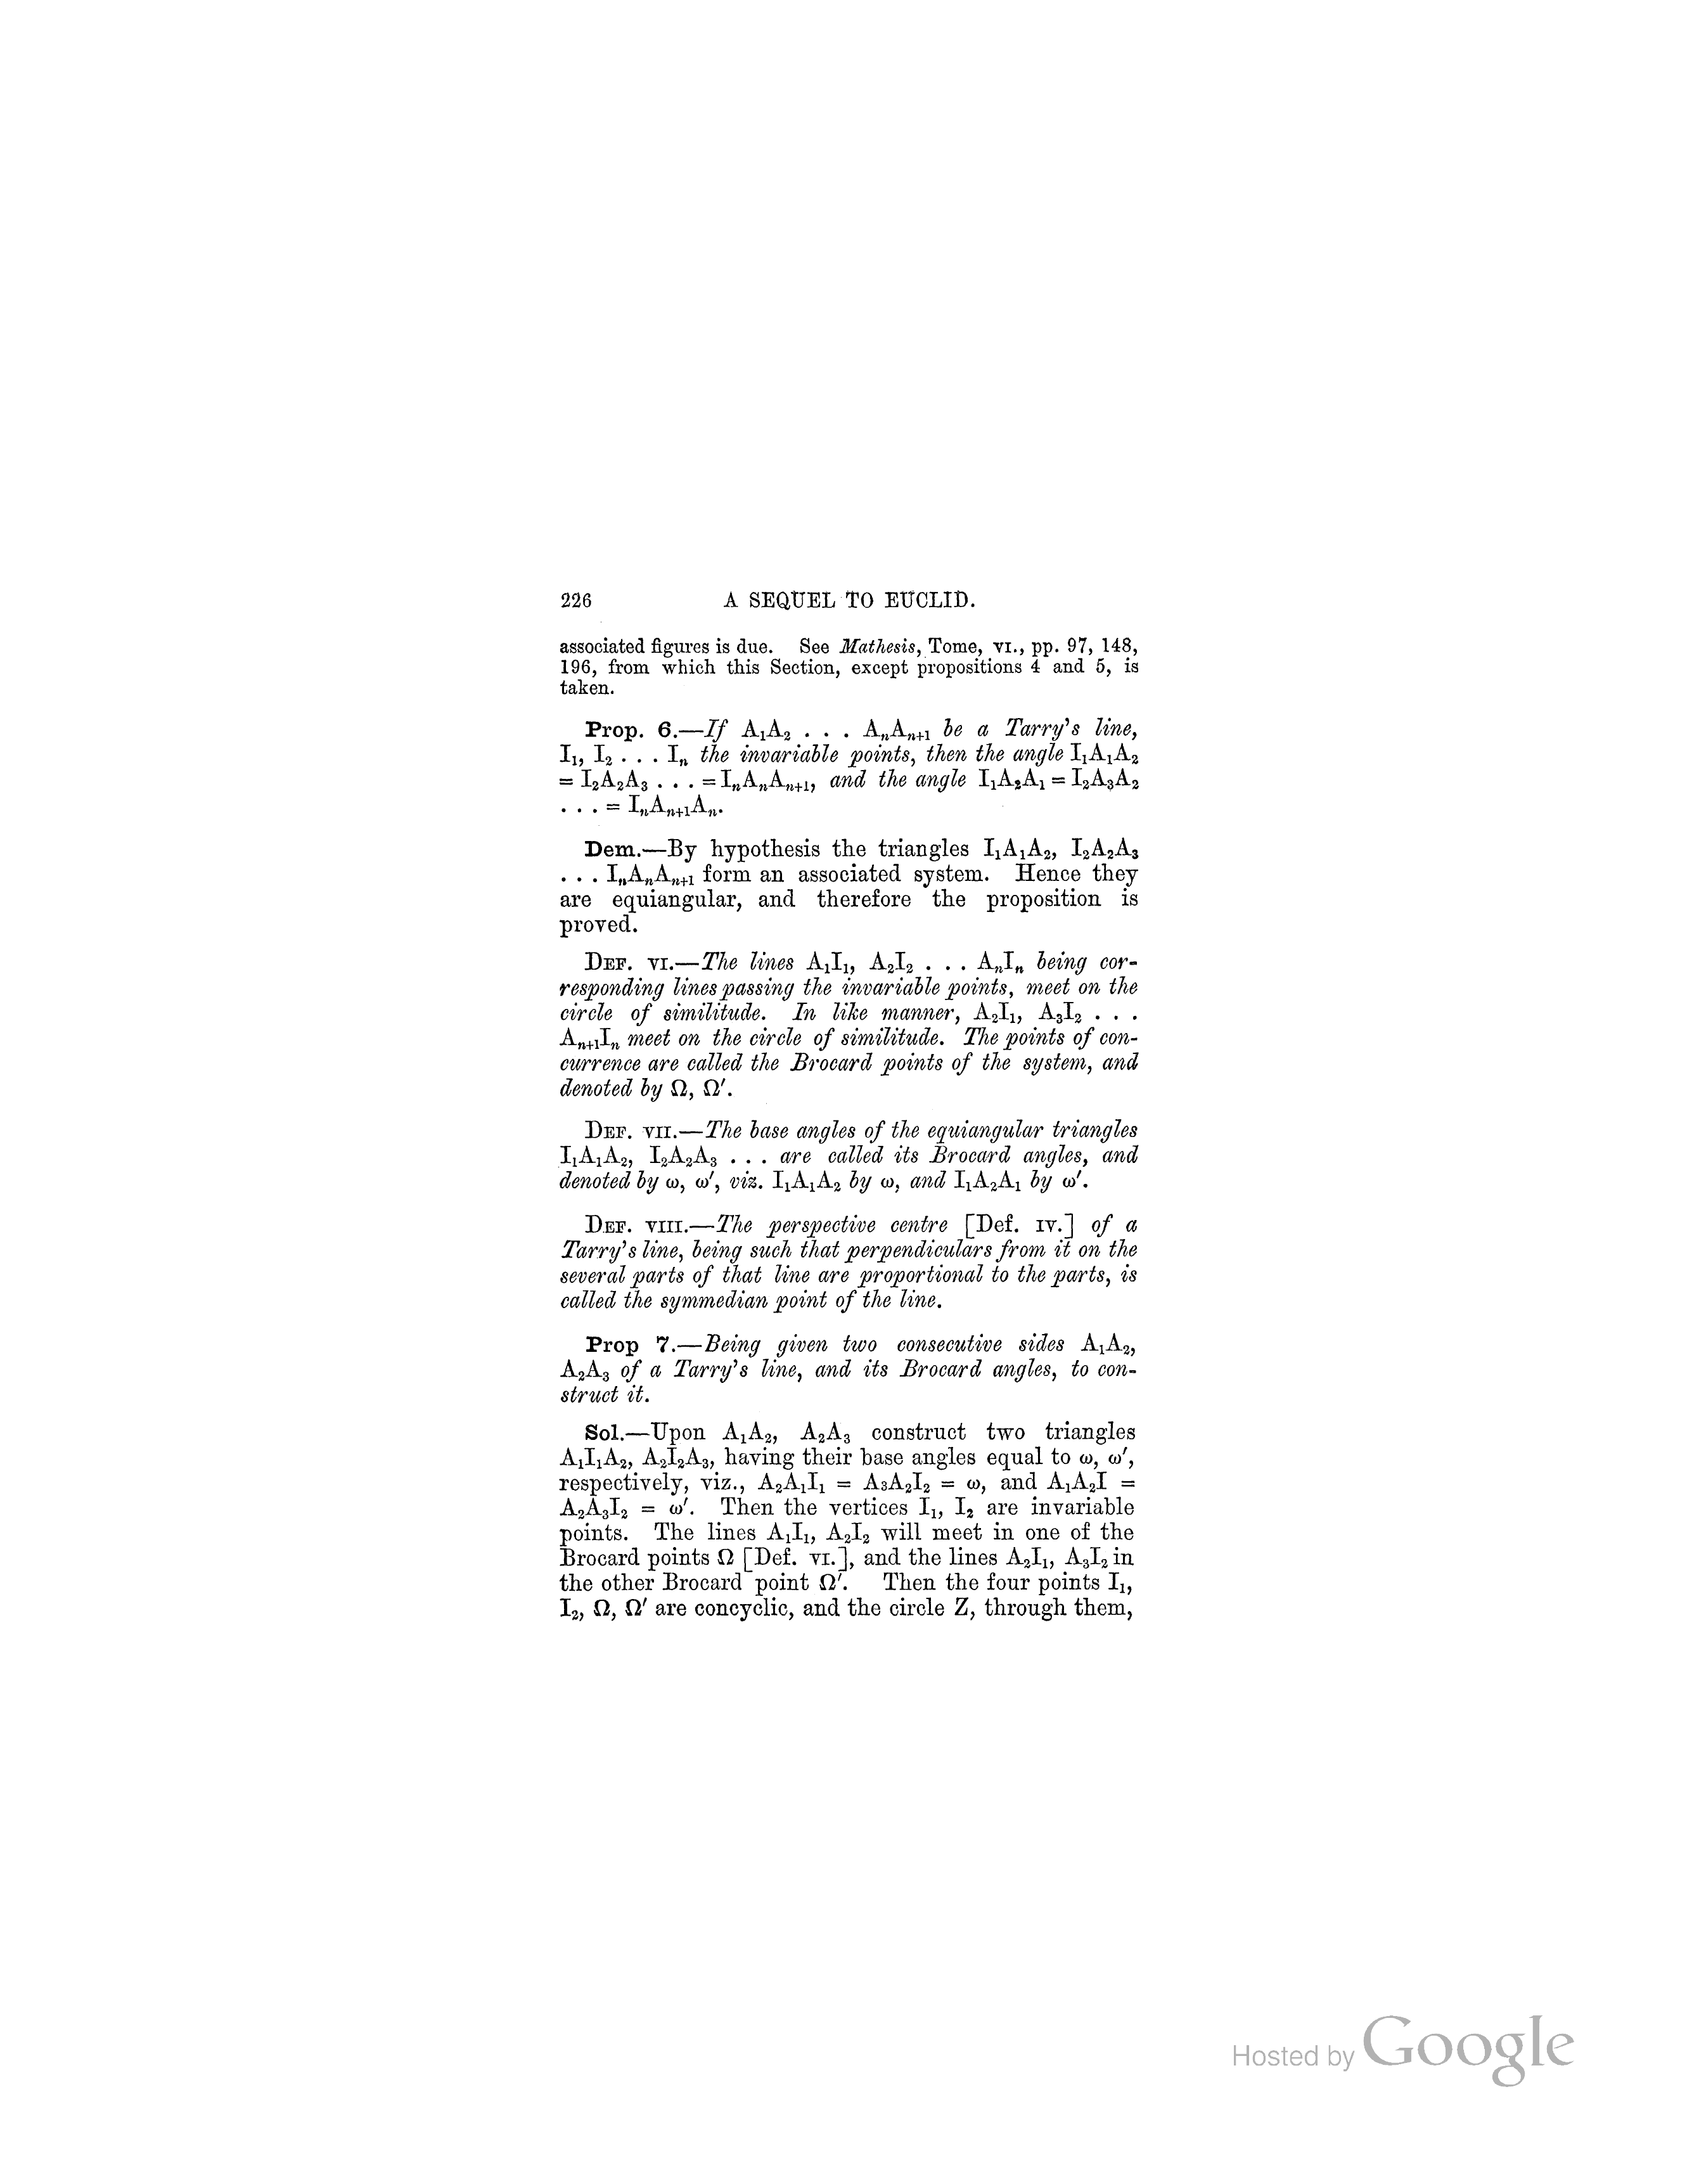 226 A SEQUEL TO EUCLID.
associated figures is due. See Mathesis, Tome, VI., pp. 97, 148,
196, from which this Section, except propositions 4 and 5, is
taken.
Prop. 6.—If A₁A₂ . . . AₙAₙ₊₁ be a Tarry's line,
I₁, I₂ . . . Iₙ the invariable points, then the angle I₁A₁A₂
= I₂A₂A₃ . . . = IₙAₙAₙ₊₁, and the angle I₁A₂A₁ = I₂A₃A₂
. . . = IₙAₙ₊₁Aₙ.
Dem.—By hypothesis the triangles I₁A₁A₂, I₂A₂A₃
. . . IₙAₙAₙ₊₁ form an associated system. Hence they
are equiangular, and therefore the proposition is
proved.
DEF. VI.—The lines A₁I₁, A₂I₂ . . . AₙIₙ being cor-
responding lines passing the invariable points, meet on the
circle of similitude. In like manner, A₂I₁, A₃I₂ . . .
Aₙ₊₁Iₙ meet on the circle of similitude. The points of con-
currence are called the Brocard points of the system, and
denoted by Ω, Ω′.
DEF. VII.—The base angles of the equiangular triangles
I₁A₁A₂, I₂A₂A₃ . . . are called its Brocard angles, and
denoted by ω, ω′, viz. I₁A₁A₂ by ω, and I₁A₂A₁ by ω′.
DEF. VIII.—The perspective centre [Def. IV.] of a
Tarry's line, being such that perpendiculars from it on the
several parts of that line are proportional to the parts, is
called the symmedian point of the line.
Prop 7.—Being given two consecutive sides A₁A₂,
A₂A₃ of a Tarry's line, and its Brocard angles, to con-
struct it.
Sol.—Upon A₁A₂, A₂A₃ construct two triangles
A₁I₁A₂, A₂I₂A₃, having their base angles equal to ω, ω′,
respectively, viz., A₂A₁I₁ = A₃A₂I₂ = ω, and A₁A₂I =
A₂A₃I₂ = ω′. Then the vertices I₁, I₂ are invariable
points. The lines A₁I₁, A₂I₂ will meet in one of the
Brocard points Ω [Def. VI.], and the lines A₂I₁, A₃I₂ in
the other Brocard point Ω′. Then the four points I₁,
I₂, Ω, Ω′ are concyclic, and the circle Z, through them,
Hosted by Google